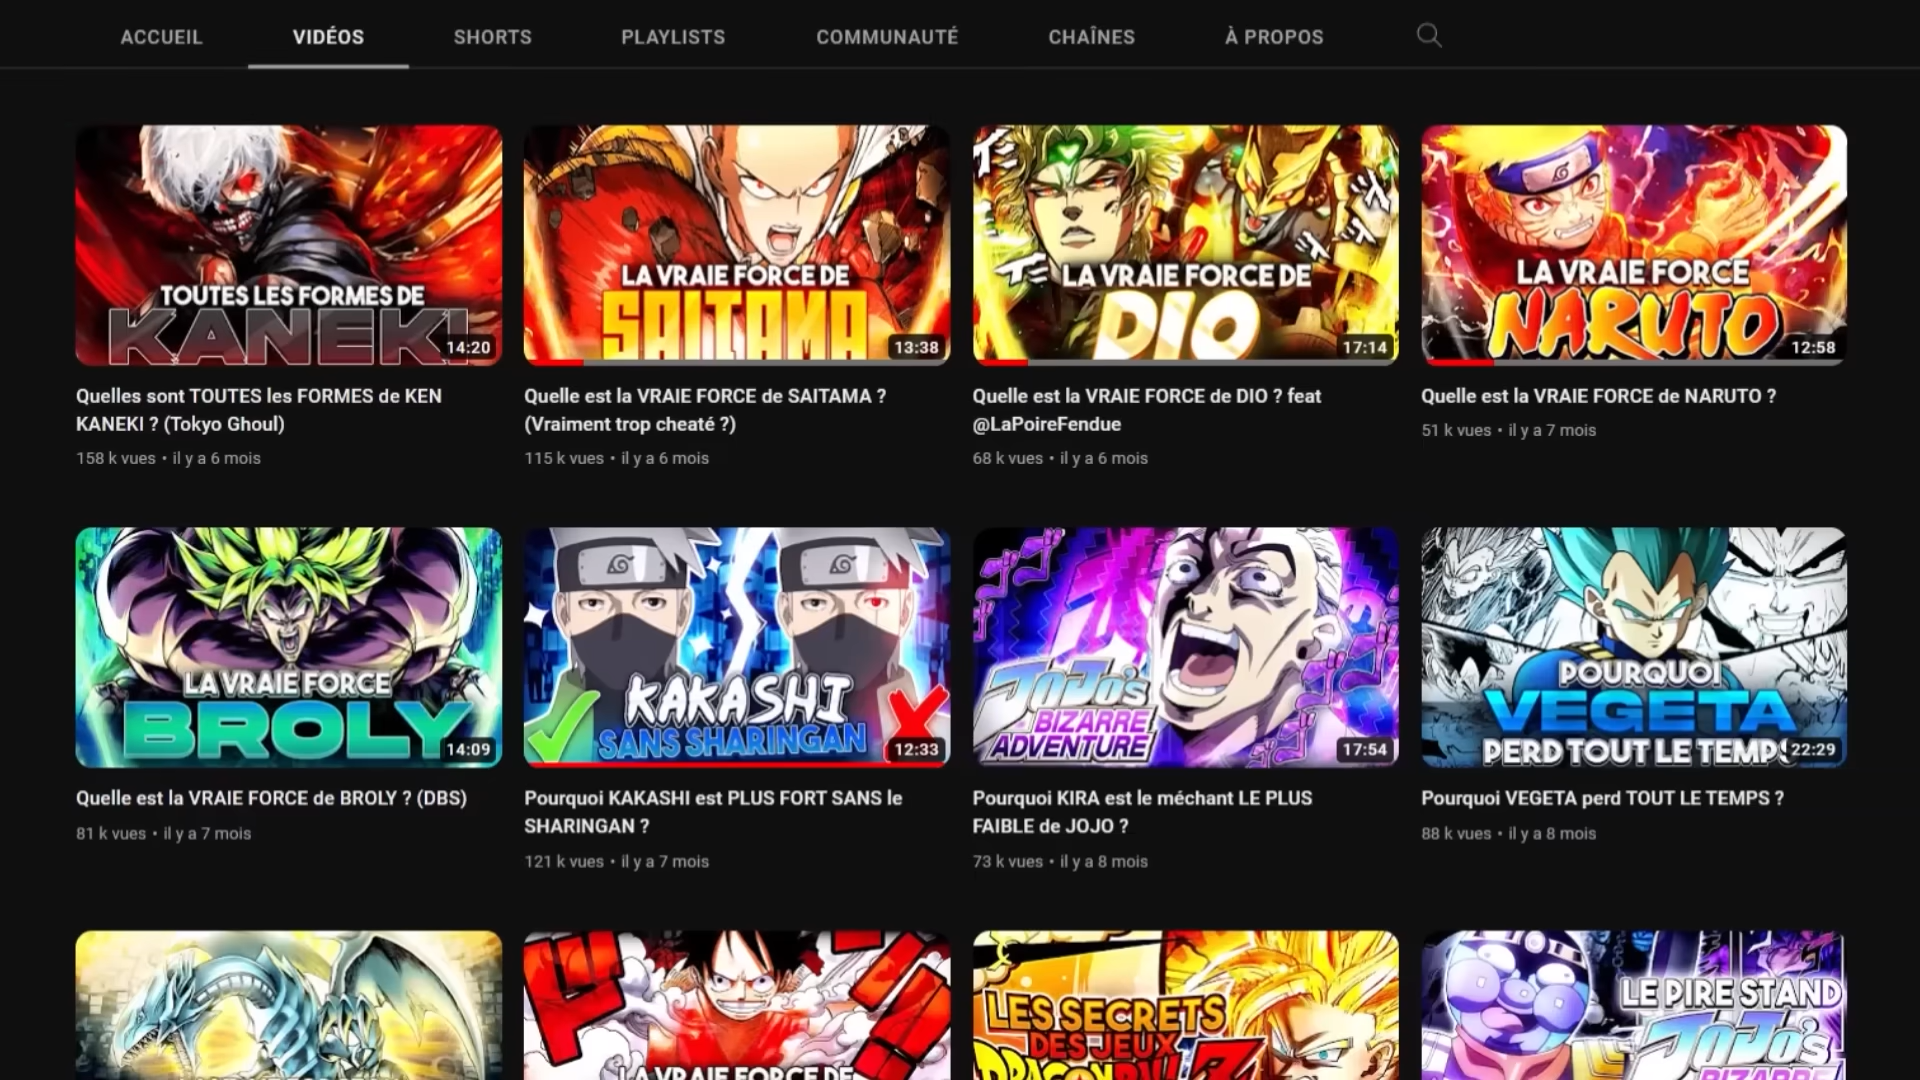 ACCUEIL
VIDÉOS
SHORTS
PLAYLISTS
COMMUNAUTÉ
CHAÎNES
À PROPOS
TOUTES LES FORMES DE
KANEKI
14:20
LA VRAIE FORCE DE
SAITAMA
13:38
LA VRAIE FORCE DE
DIO
17:14
LA VRAIE FORCE
NARUTO
12:58
Quelles sont TOUTES les FORMES de KEN
KANEKI ? (Tokyo Ghoul)
158 k vues • il y a 6 mois
Quelle est la VRAIE FORCE de SAITAMA ?
(Vraiment trop cheaté ?)
115 k vues • il y a 6 mois
Quelle est la VRAIE FORCE de DIO ? feat
@LaPoireFendue
68 k vues • il y a 6 mois
Quelle est la VRAIE FORCE de NARUTO ?
51 k vues • il y a 7 mois
LA VRAIE FORCE
BROLY
14:09
KAKASHI
SANS SHARINGAN
12:33
JOJO'S
BIZARRE
ADVENTURE
17:54
POURQUOI
VEGETA
PERD TOUT LE TEMPS
22:29
Quelle est la VRAIE FORCE de BROLY ? (DBS)
81 k vues • il y a 7 mois
Pourquoi KAKASHI est PLUS FORT SANS le
SHARINGAN ?
121 k vues • il y a 7 mois
Pourquoi KIRA est le méchant LE PLUS
FAIBLE de JOJO ?
73 k vues • il y a 8 mois
Pourquoi VEGETA perd TOUT LE TEMPS ?
88 k vues • il y a 8 mois
LA VRAIE FORCE DE
LES SECRETS
DES JEUX
DRAGON BALL Z
LE PIRE STAND
JOJO'S
BIZARRE